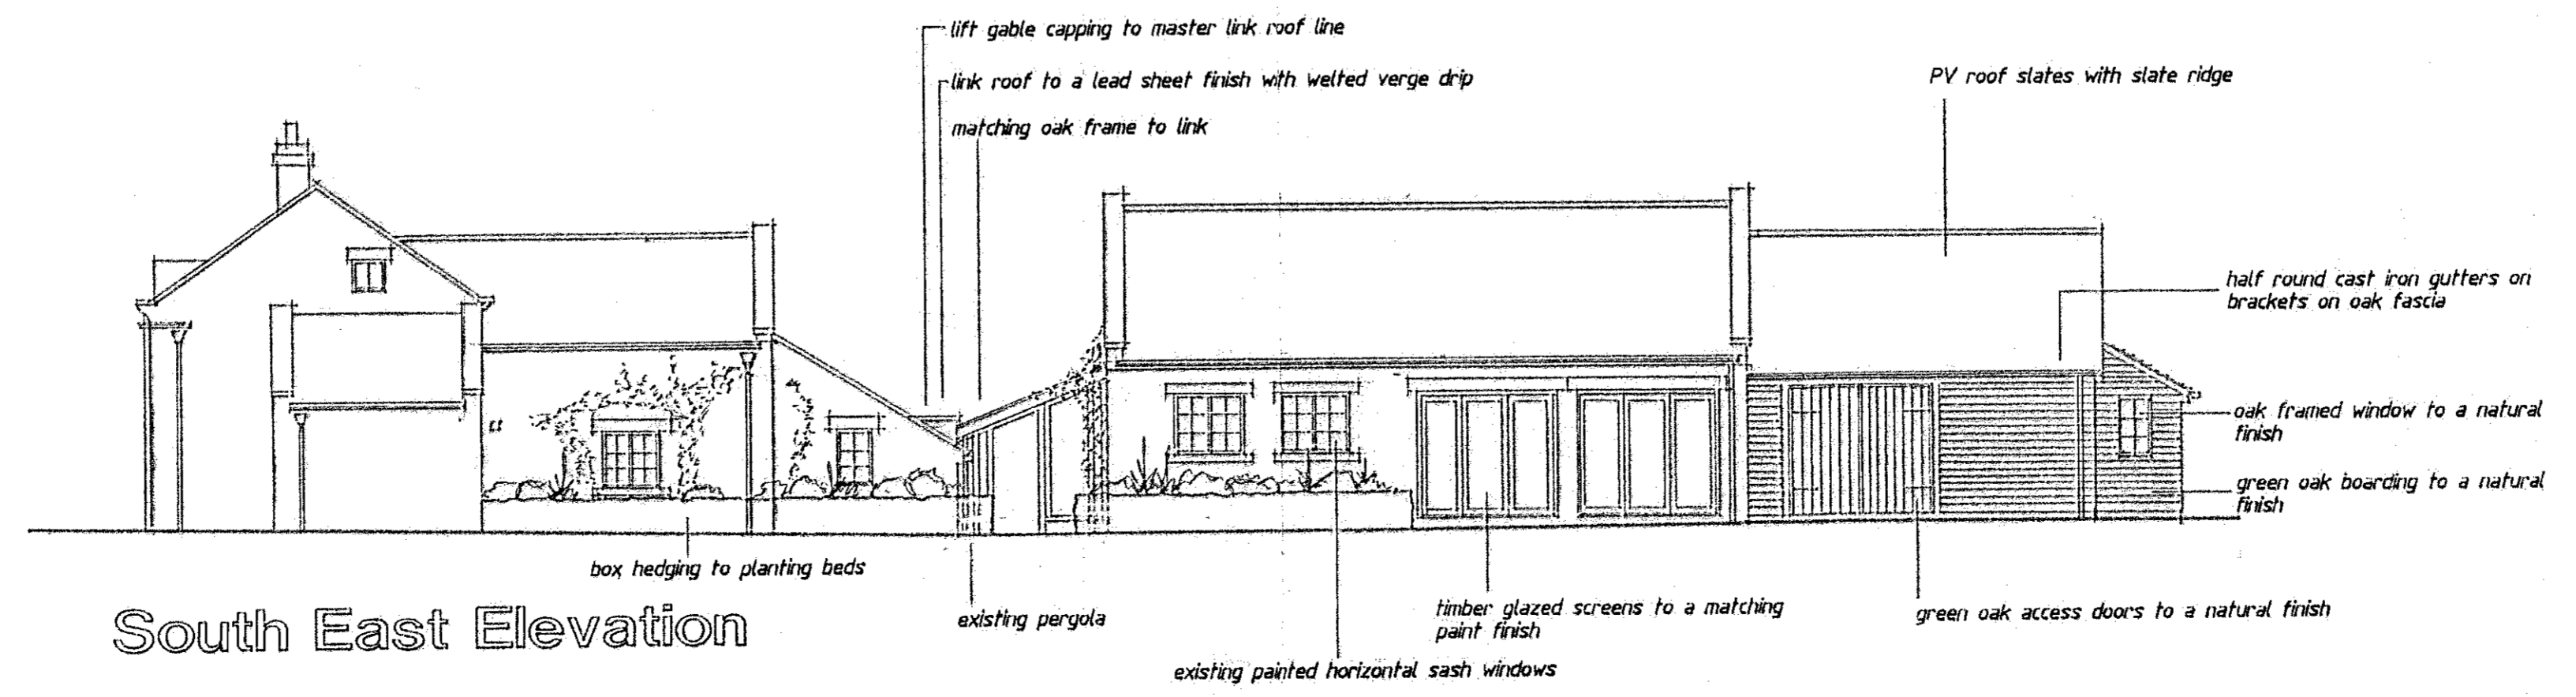 lift gable capping to master link roof line
link roof to a lead sheet finish with welted verge drip
matching oak frame to link
PV roof slates with slate ridge
half round cast iron gutters on
brackets on oak fascia
oak framed window to a natural
finish
green oak boarding to a natural
finish
box hedging to planting beds
existing pergola
timber glazed screens to a matching
paint finish
green oak access doors to a natural finish
existing painted horizontal sash windows
South East Elevation